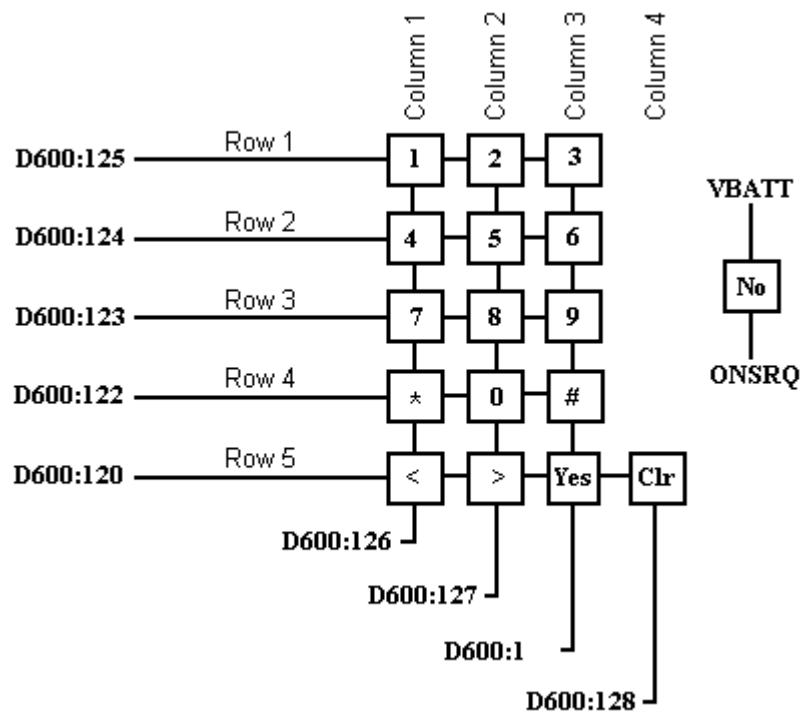 Column 1
Column 2
Column 3
Column 4
D600:125 Row 1 1 2 3
D600:124 Row 2 4 5 6
D600:123 Row 3 7 8 9
D600:122 Row 4 * 0 #
D600:120 Row 5 < > Yes Clr
D600:126
D600:127
D600:1
D600:128
VBATT
No
ONSRQ